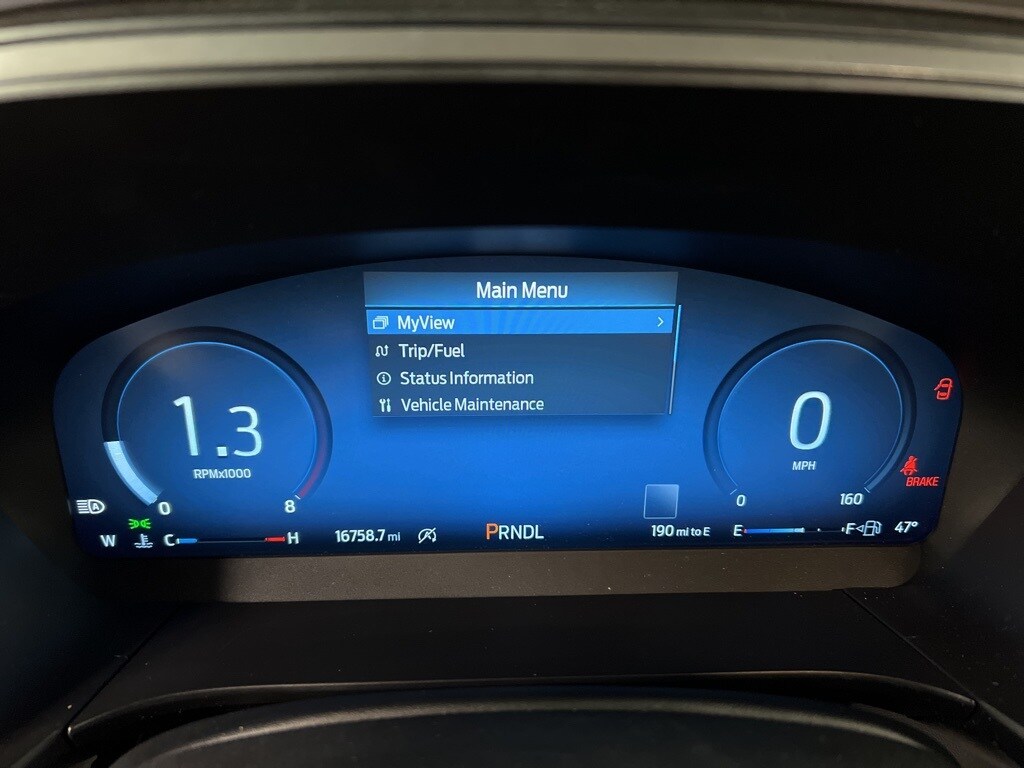 Main Menu
MyView
Trip/Fuel
Status Information
Vehicle Maintenance
1.3
RPMx1000
0 8
0
MPH
0 160
BRAKE
A
W C H 16758.7 mi PRNDL 190 mi to E E F 47°